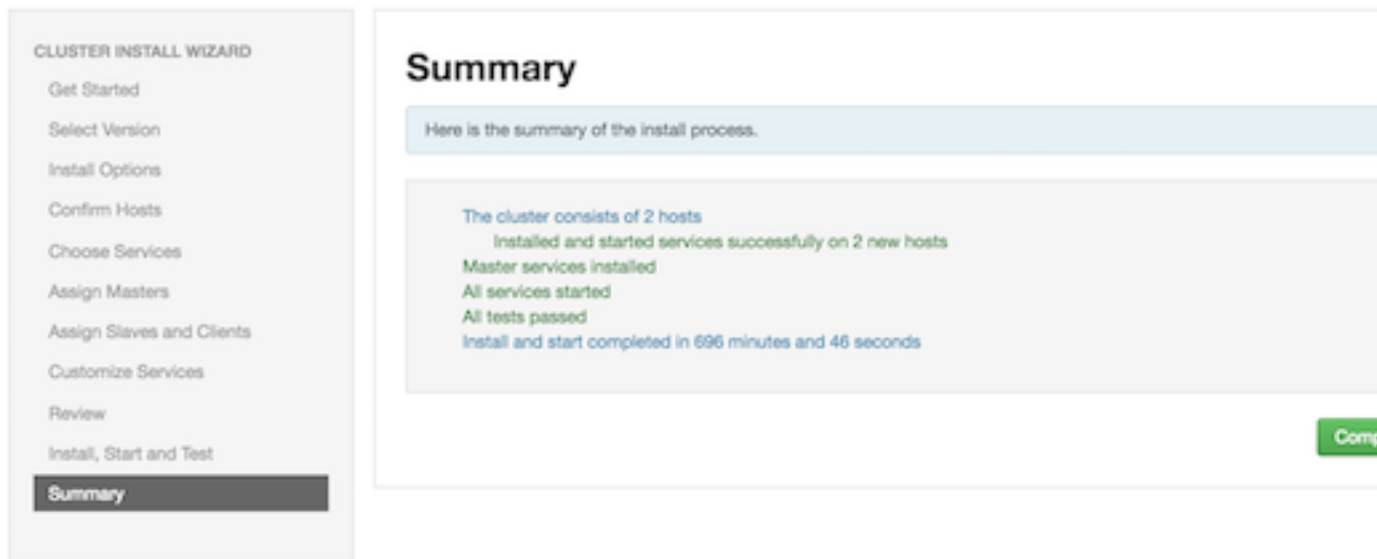 CLUSTER INSTALL WIZARD
Get Started
Select Version
Install Options
Confirm Hosts
Choose Services
Assign Masters
Assign Slaves and Clients
Customize Services
Review
Install, Start and Test
Summary
Summary
Here is the summary of the install process.
The cluster consists of 2 hosts
Installed and started services successfully on 2 new hosts
Master services installed
All services started
All tests passed
Install and start completed in 696 minutes and 46 seconds
Comp